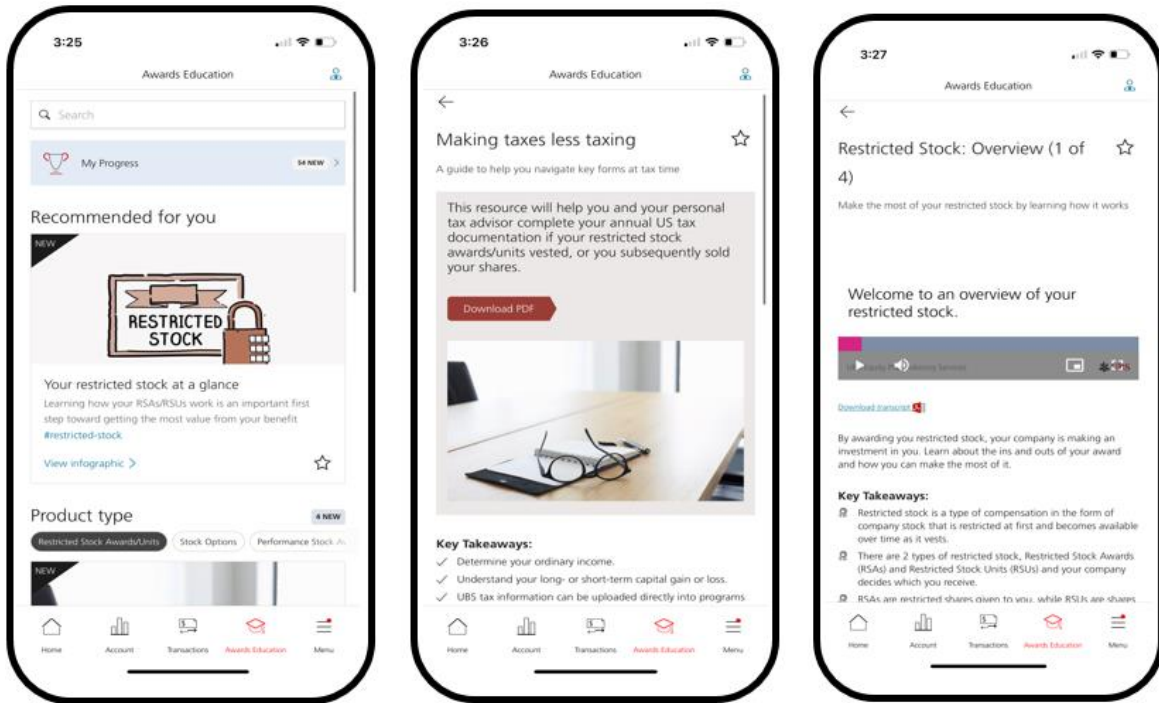 3:25
Awards Education
Search
My Progress
54 NEW
Recommended for you
NEW
RESTRICTED
STOCK
Your restricted stock at a glance
Learning how your RSAs/RSUs work is an important first
step toward getting the most value from your benefit
#restricted-stock
View infographic
Product type
4 NEW
Restricted Stock Awards/Units
Stock Options
Performance Stock
NEW
Home
Account
Transactions
Awards Education
Menu
3:26
Awards Education
Making taxes less taxing
A guide to help you navigate key forms at tax time
This resource will help you and your personal
tax advisor complete your annual US tax
documentation if your restricted stock
awards/units vested, or you subsequently sold
your shares.
Download PDF
Key Takeaways:
Determine your ordinary income.
Understand your long- or short-term capital gain or loss.
UBS tax information can be uploaded directly into programs
Home
Account
Transactions
Awards Education
Menu
3:27
Awards Education
Restricted Stock: Overview (1 of
4)
Make the most of your restricted stock by learning how it works
Welcome to an overview of your
restricted stock.
Download transcript
By awarding you restricted stock, your company is making an
investment in you. Learn about the ins and outs of your award
and how you can make the most of it.
Key Takeaways:
Restricted stock is a type of compensation in the form of
company stock that is restricted at first and becomes available
over time as it vests.
There are 2 types of restricted stock, Restricted Stock Awards
(RSAs) and Restricted Stock Units (RSUs) and your company
decides which you receive.
RSAs are restricted shares given to you, while RSUs are shares
Home
Account
Transactions
Awards Education
Menu